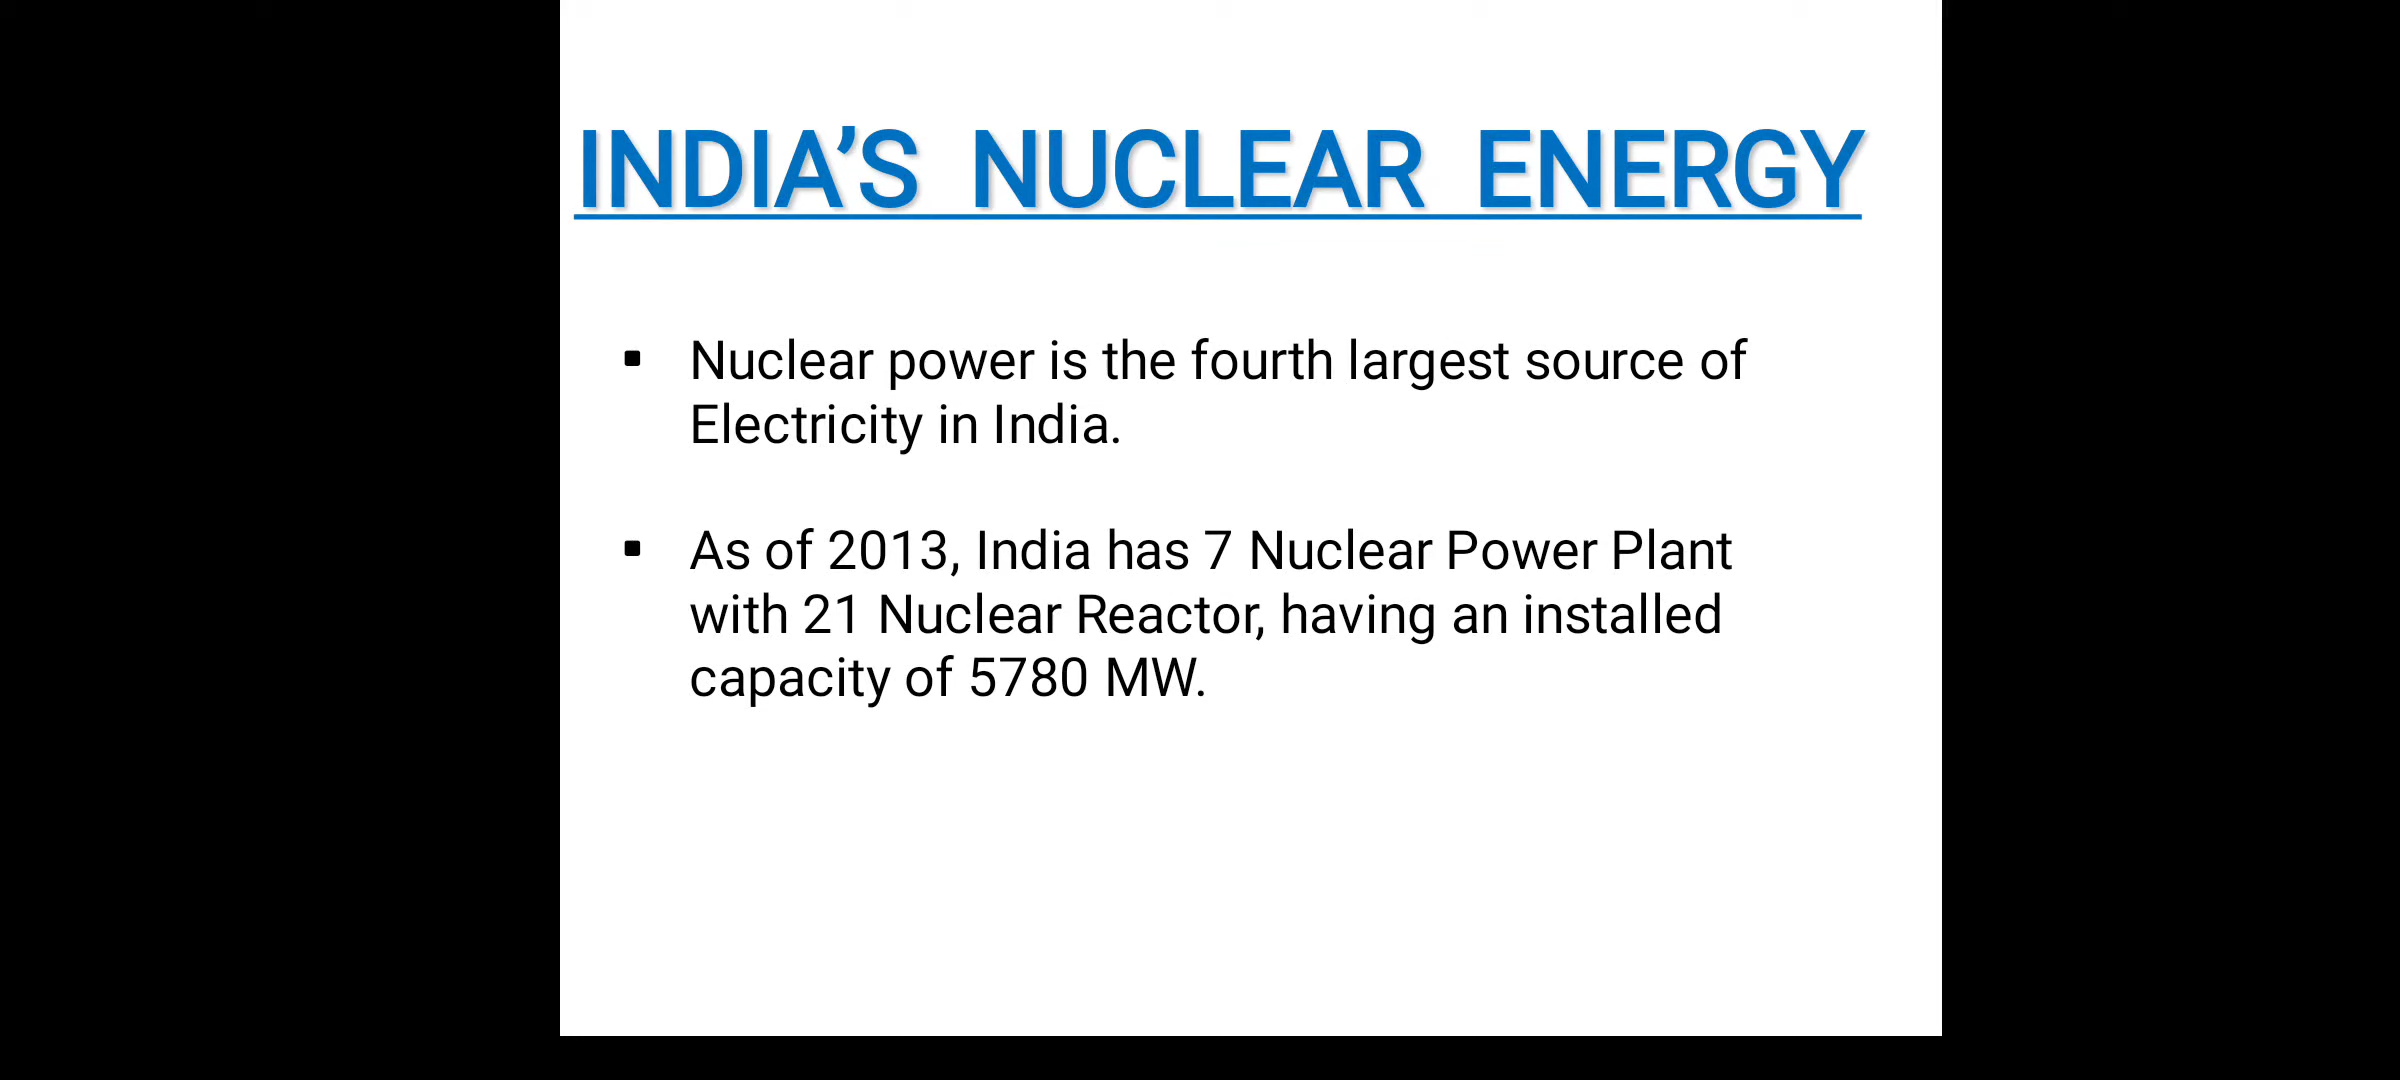 INDIA’S NUCLEAR ENERGY
▪ Nuclear power is the fourth largest source of
Electricity in India.
▪ As of 2013, India has 7 Nuclear Power Plant
with 21 Nuclear Reactor, having an installed
capacity of 5780 MW.